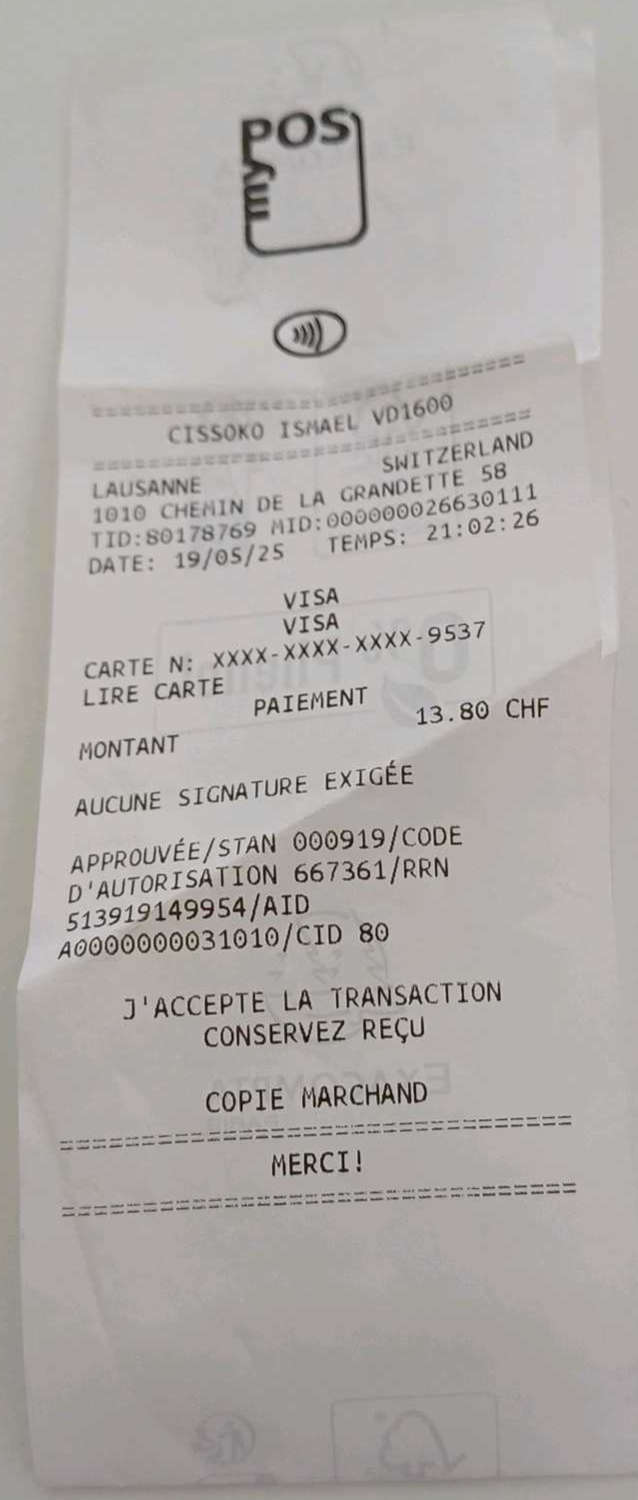 myPOS
================================
CISSOKO ISMAEL VD1600
================================
LAUSANNE SWITZERLAND
1010 CHEMIN DE LA GRANDETTE 58
TID:80178769 MID:000000026630111
DATE: 19/05/25 TEMPS: 21:02:26
VISA
VISA
CARTE N: XXXX-XXXX-XXXX-9537
LIRE CARTE
PAIEMENT
MONTANT 13.80 CHF
AUCUNE SIGNATURE EXIGÉE
APPROUVÉE/STAN 000919/CODE
D'AUTORISATION 667361/RRN
513919149954/AID
A0000000031010/CID 80
J'ACCEPTE LA TRANSACTION
CONSERVEZ REÇU
COPIE MARCHAND
================================
MERCI!
================================